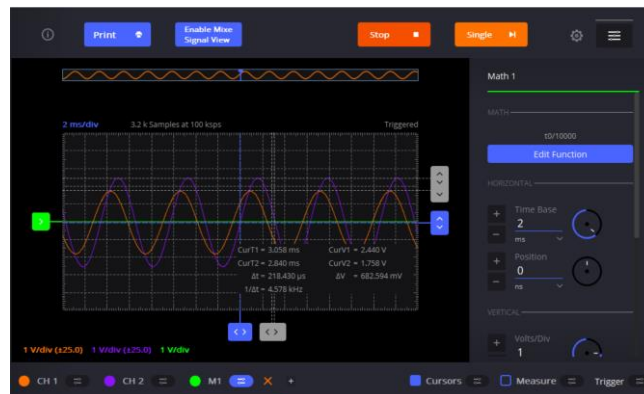 Print
Enable Mixe
Signal View
Stop
Single
Math 1
2 ms/div 3.2 k Samples at 100 ksps Triggered
MATH
t0/10000
Edit Function
HORIZONTAL
Time Base
2
ms
Position
0
ns
CurT1 = 3.058 ms CurV1 = 2.440 V
CurT2 = 2.840 ms CurV2 = 1.758 V
Δt = 218.430 µs ΔV = 682.594 mV
1/Δt = 4.578 kHz
VERTICAL
Volts/Div
1
1 V/div (±25.0) 1 V/div (±25.0) 1 V/div
CH 1 CH 2 M1 Cursors Measure Trigger